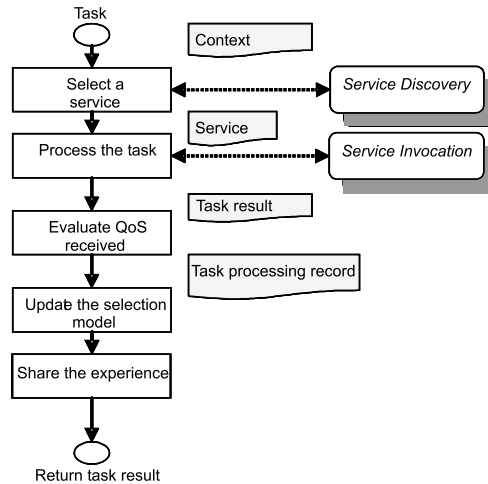 Task
Context
Select a
service
Service Discovery
Service
Process the task
Service Invocation
Task result
Evaluate QoS
received
Task processing record
Update the selection
model
Share the experience
Return task result